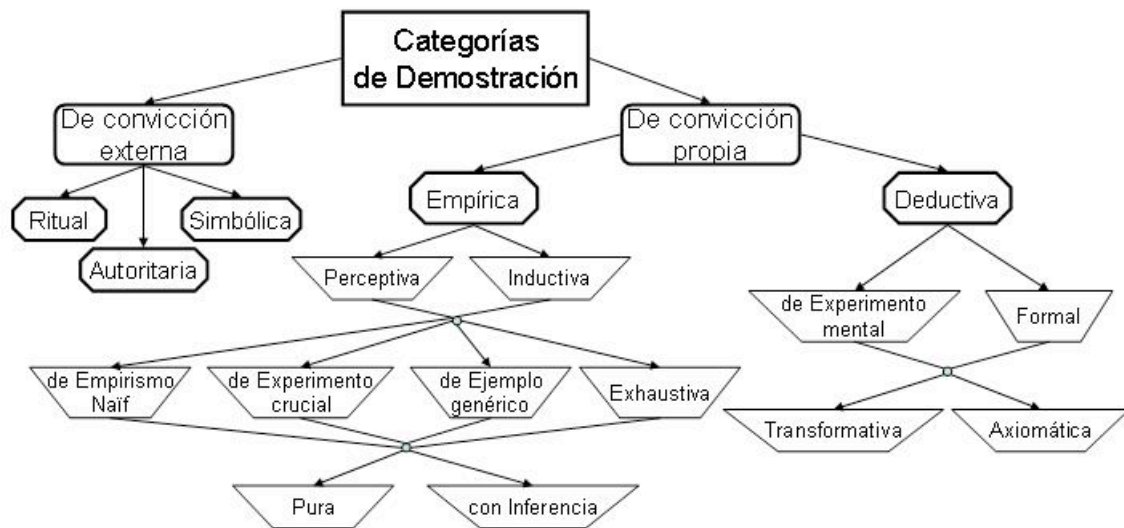 Categorías
de Demostración
De convicción
externa
De convicción
propia
Ritual
Autoritaria
Simbólica
Empírica
Deductiva
Perceptiva
Inductiva
de Experimento
mental
Formal
de Empirismo
Naïf
de Experimento
crucial
de Ejemplo
genérico
Exhaustiva
Transformativa
Axiomática
Pura
con Inferencia